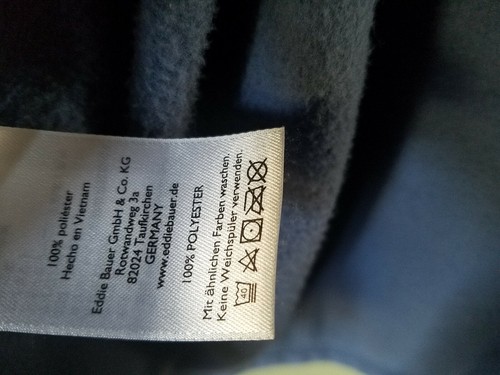 100% poliéster
Hecho en Vietnam
Eddie Bauer GmbH & Co. KG
Rotwandweg 3a
82024 Taufkirchen
GERMANY
www.eddiebauer.de
100% POLYESTER
Mit ähnlichen Farben waschen.
Keine Weichspüler verwenden.
40